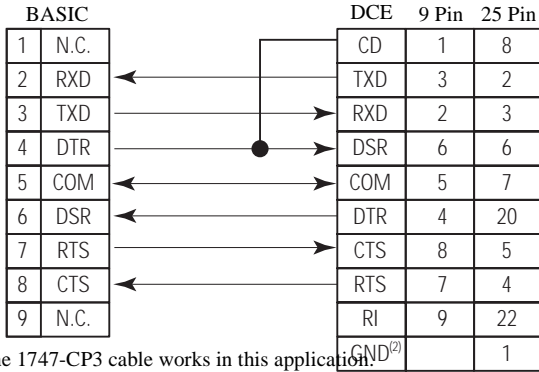 BASIC DCE 9 Pin 25 Pin
1 N.C. CD 1 8
2 RXD TXD 3 2
3 TXD RXD 2 3
4 DTR DSR 6 6
5 COM COM 5 7
6 DSR DTR 4 20
7 RTS CTS 8 5
8 CTS RTS 7 4
9 N.C. RI 9 22
GND(2) 1
1747-CP3 cable works in this application.